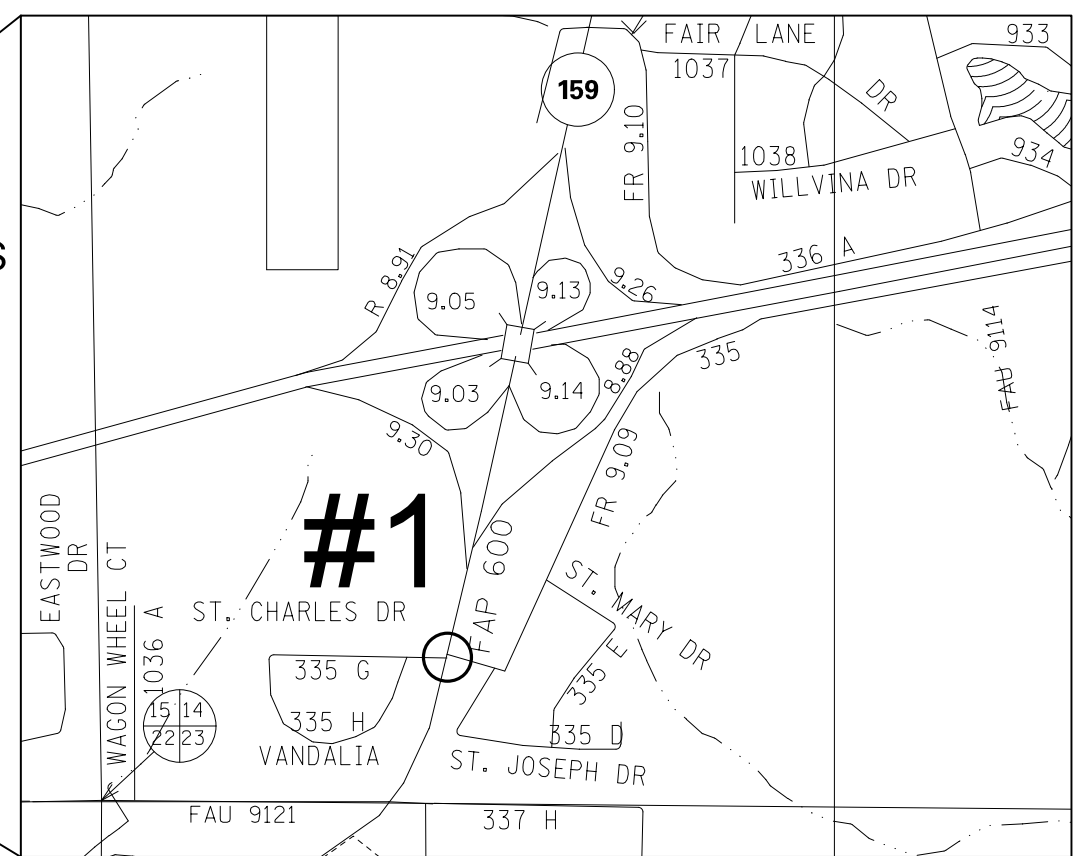 FAIR LANE
933
1037
159
DR
FR 9.10
1038
934
WILLVINA DR
S
336 A
R 8.91
9.05
9.13
9.26
FAU 9114
335
8.88
9.03
9.14
9.30
FR 9.09
#1
EASTWOOD
DR
WAGON WHEEL CT
1036 A
FAP 600
ST. CHARLES DR
ST. MARY DR
335 G
335 E
15 14
22 23
335 H
335 D
VANDALIA
ST. JOSEPH DR
FAU 9121
337 H